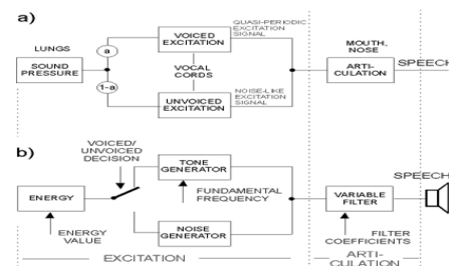 a)
LUNGS
SOUND
PRESSURE
a
1-a
VOICED
EXCITATION
QUASI-PERIODIC
EXCITATION
SIGNAL
VOCAL
CORDS
UNVOICED
EXCITATION
NOISE-LIKE
EXCITATION
SIGNAL
MOUTH,
NOSE
ARTI-
CULATION
SPEECH
b)
VOICED/
UNVOICED
DECISION
TONE
GENERATOR
ENERGY
FUNDAMENTAL
FREQUENCY
ENERGY
VALUE
NOISE
GENERATOR
VARIABLE
FILTER
SPEECH
FILTER
COEFFICIENTS
EXCITATION
ARTI-
CULATION